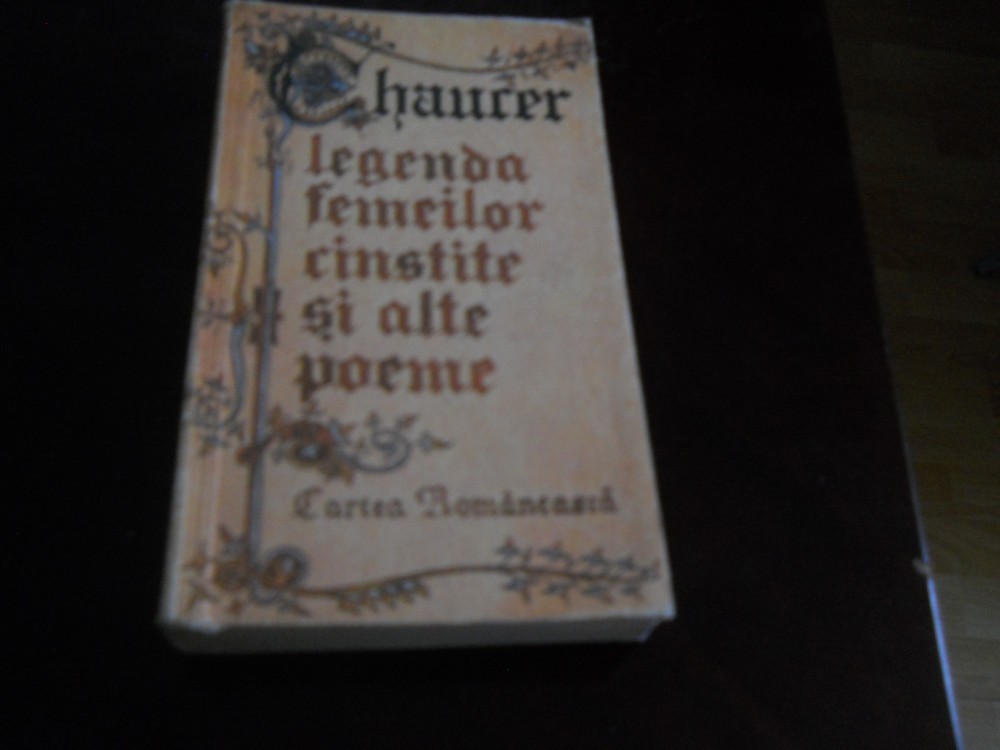 Chaucer
legenda
femeilor
cinstite
și alte
poeme
Cartea Românească